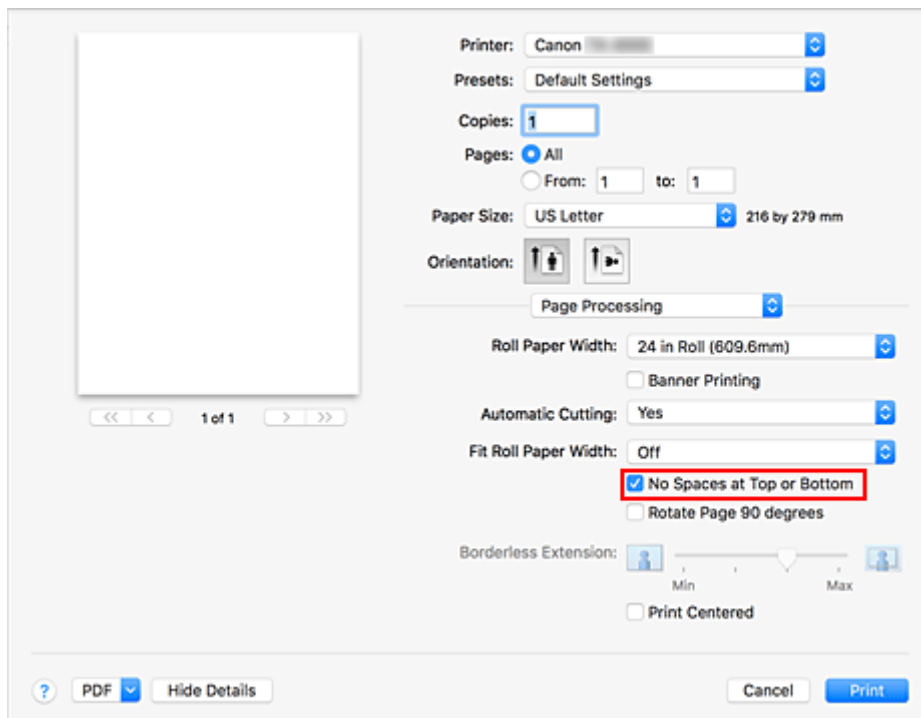 Printer: Canon
Presets: Default Settings
Copies: 1
Pages: All
From: 1 to: 1
Paper Size: US Letter 216 by 279 mm
Orientation:
Page Processing
Roll Paper Width: 24 in Roll (609.6mm)
Banner Printing
<< < 1 of 1 > >>
Automatic Cutting: Yes
Fit Roll Paper Width: Off
No Spaces at Top or Bottom
Rotate Page 90 degrees
Borderless Extension:
Min Max
Print Centered
? PDF Hide Details Cancel Print